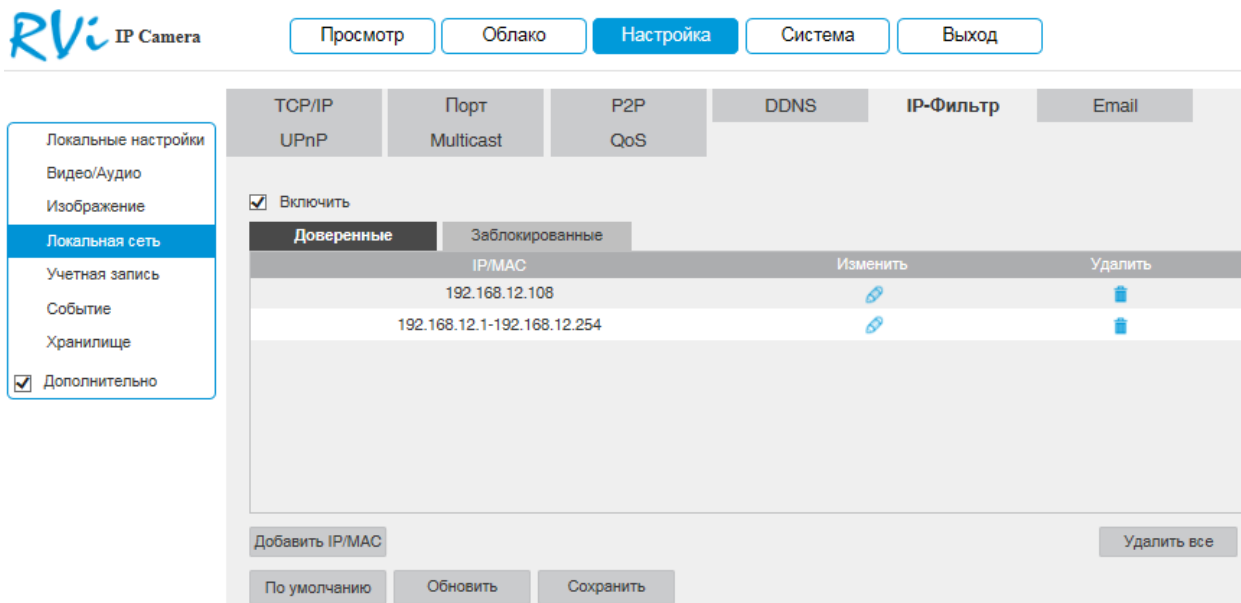 RVi IP Camera
Просмотр Облако Настройка Система Выход
TCP/IP Порт P2P DDNS IP-Фильтр Email
UPnP Multicast QoS
Локальные настройки
Видео/Аудио
Изображение
Локальная сеть
Учетная запись
Событие
Хранилище
Дополнительно
Включить
Доверенные Заблокированные
IP/MAC Изменить Удалить
192.168.12.108
192.168.12.1-192.168.12.254
Добавить IP/MAC Удалить все
По умолчанию Обновить Сохранить